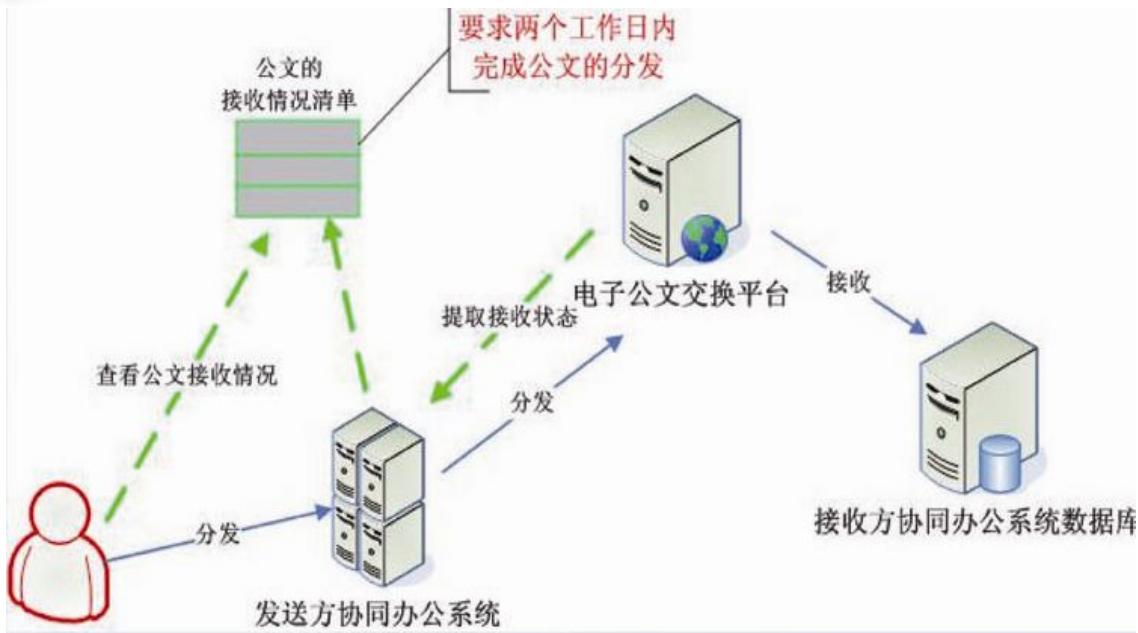 要求两个工作日内
完成公文的分发
公文的
接收情况清单
电子公文交换平台
接收
提取接收状态
查看公文接收情况
分发
分发
接收方协同办公系统数据库
发送方协同办公系统